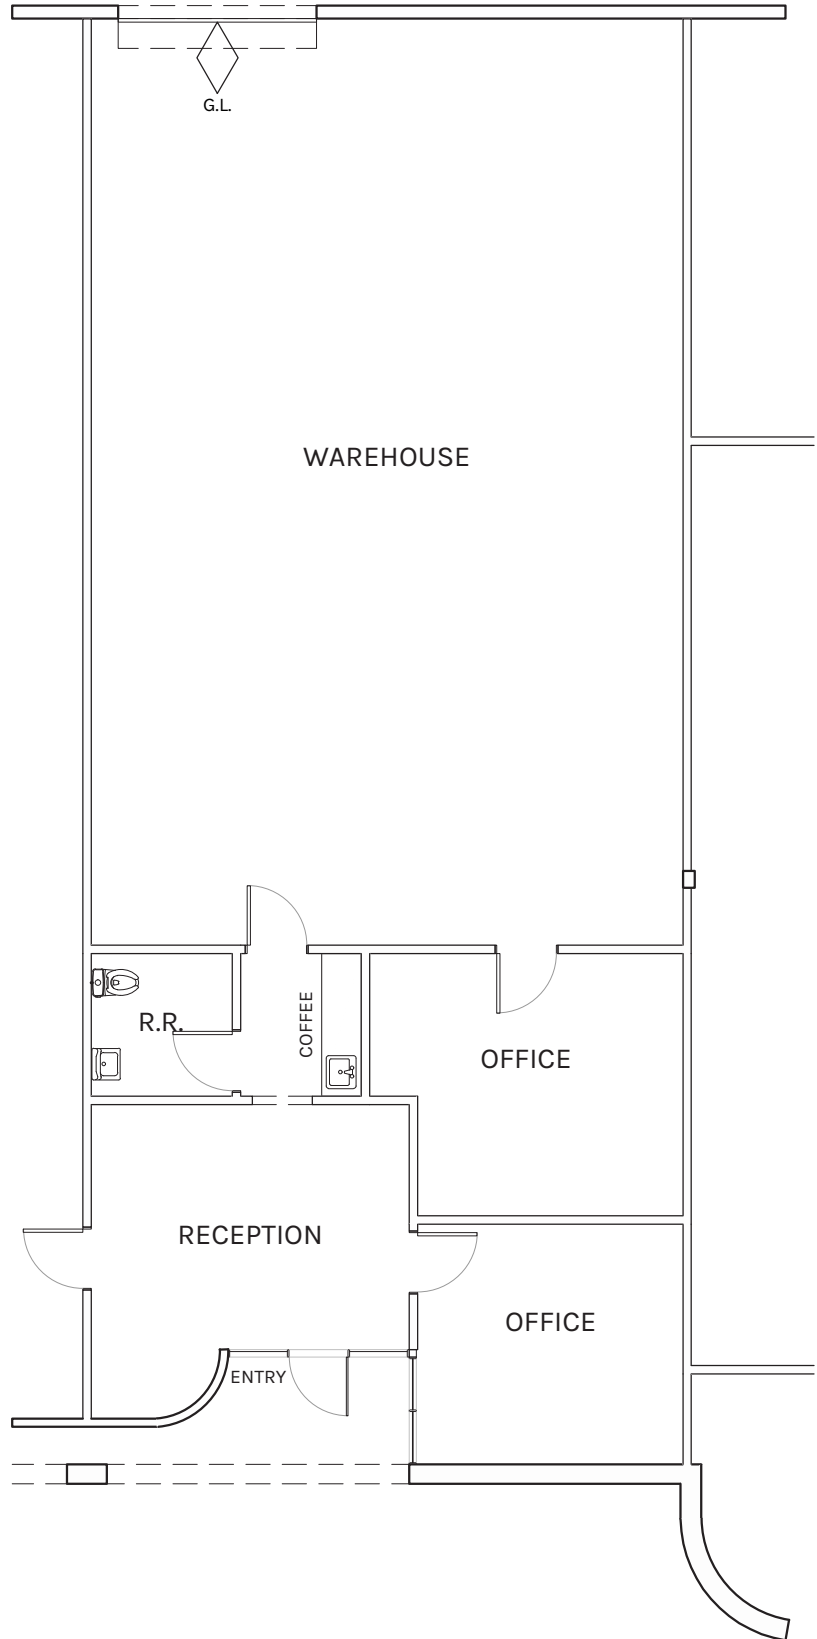 G.L.
WAREHOUSE
R.R.
COFFEE
OFFICE
RECEPTION
OFFICE
ENTRY